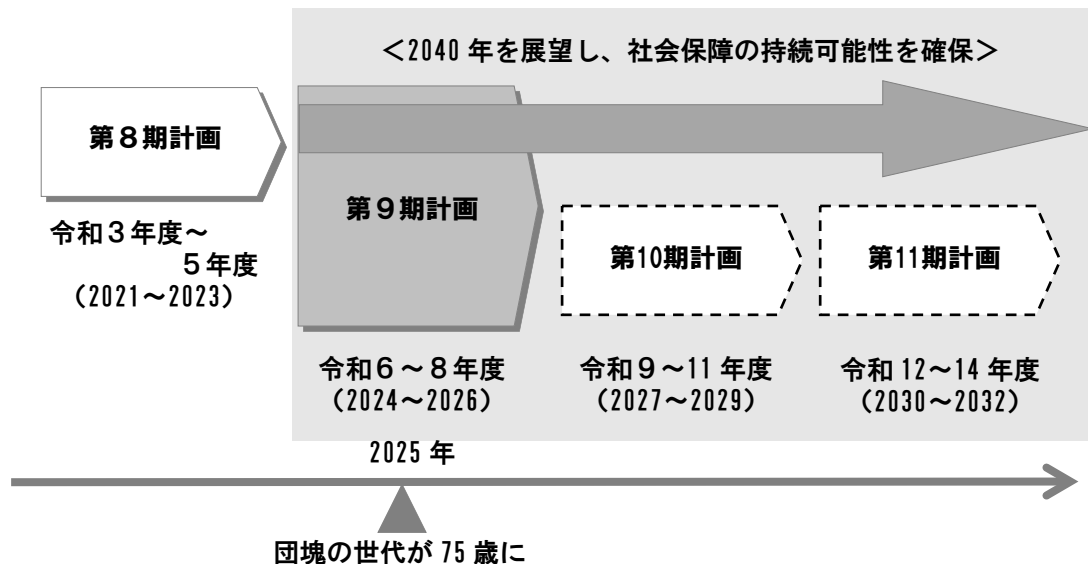 ＜2040 年を展望し、社会保障の持続可能性を確保＞
第８期計画
令和３年度～
５年度
（2021～2023）
第９期計画
令和６～８年度
（2024～2026）
第10期計画
令和９～11 年度
（2027～2029）
第11期計画
令和 12～14 年度
（2030～2032）
2025 年
団塊の世代が 75 歳に